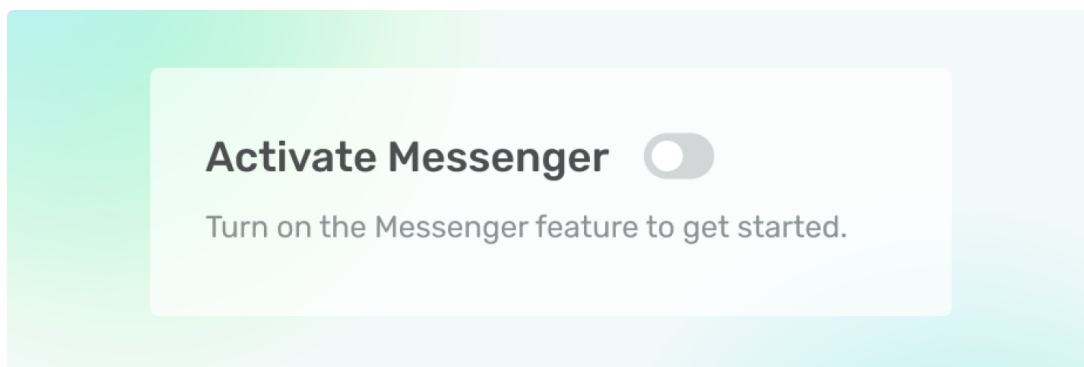 Activate Messenger
Turn on the Messenger feature to get started.